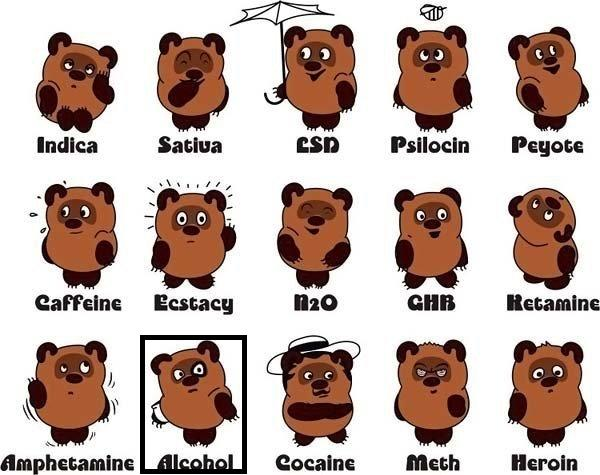 Indica Sativa LSD Psilocin Peyote
Caffeine Ecstacy N2O GHB Ketamine
Amphetamine Alcohol Cocaine Meth Heroin